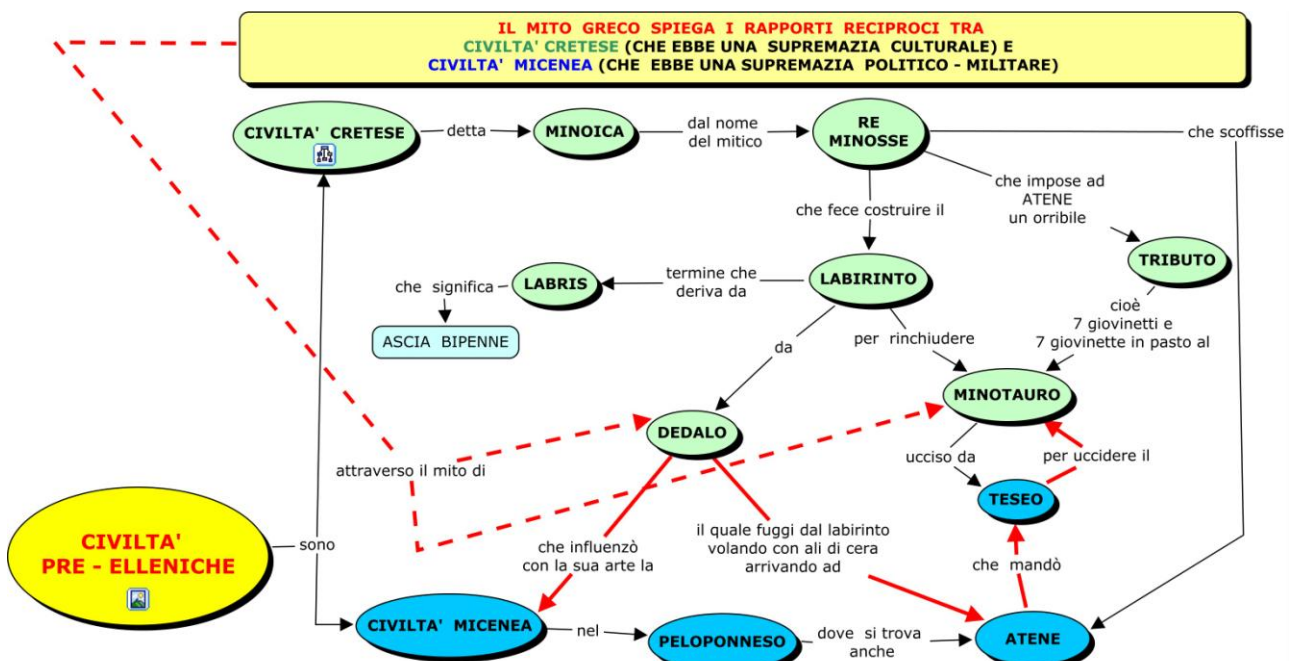 IL MITO GRECO SPIEGA I RAPPORTI RECIPROCI TRA
CIVILTA' CRETESE (CHE EBBE UNA SUPREMAZIA CULTURALE) E
CIVILTA' MICENEA (CHE EBBE UNA SUPREMAZIA POLITICO - MILITARE)
CIVILTA' CRETESE
detta
MINOICA
dal nome
del mitico
RE
MINOSSE
che scoffisse
che impose ad
ATENE
un orribile
che fece costruire il
TRIBUTO
LABIRINTO
termine che
deriva da
LABRIS
che significa
ASCIA BIPENNE
cioè
7 giovinetti e
7 giovinette in pasto al
da
per rinchiudere
MINOTAURO
DEDALO
attraverso il mito di
ucciso da
per uccidere il
TESEO
CIVILTA'
PRE - ELLENICHE
sono
che influenzò
con la sua arte la
il quale fuggi dal labirinto
volando con ali di cera
arrivando ad
che mandò
CIVILTA' MICENEA
nel
PELOPONNESO
dove si trova
anche
ATENE